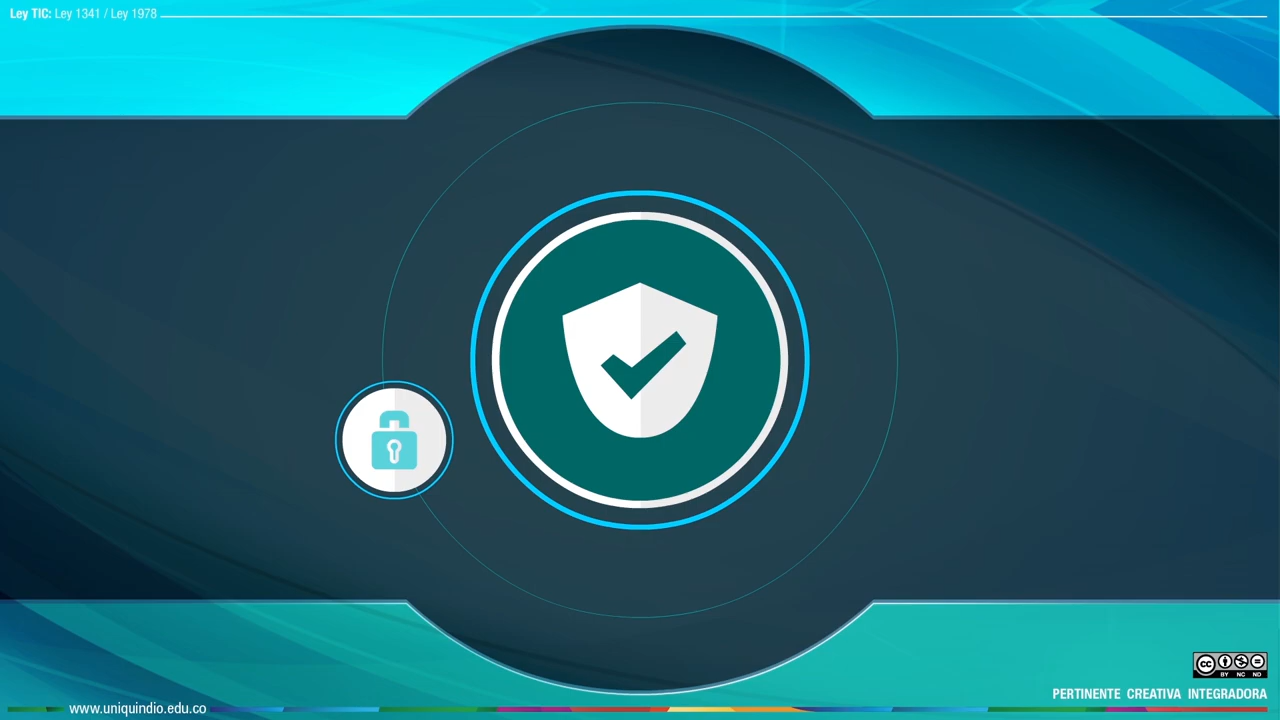 Ley TIC: Ley 1341 / Ley 1978
BY NC ND
PERTINENTE CREATIVA INTEGRADORA
www.uniquindio.edu.co